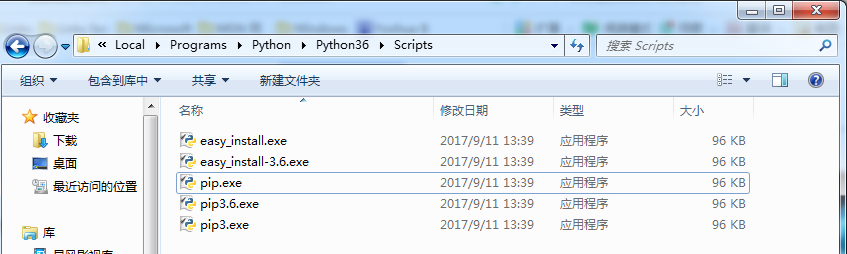 « Local ▸ Programs ▸ Python ▸ Python36 ▸ Scripts
搜索 Scripts
组织 包含到库中 共享 新建文件夹
名称 修改日期 类型 大小
收藏夹
下载
桌面
最近访问的位置
库
easy_install.exe 2017/9/11 13:39 应用程序 96 KB
easy_install-3.6.exe 2017/9/11 13:39 应用程序 96 KB
pip.exe 2017/9/11 13:39 应用程序 96 KB
pip3.6.exe 2017/9/11 13:39 应用程序 96 KB
pip3.exe 2017/9/11 13:39 应用程序 96 KB